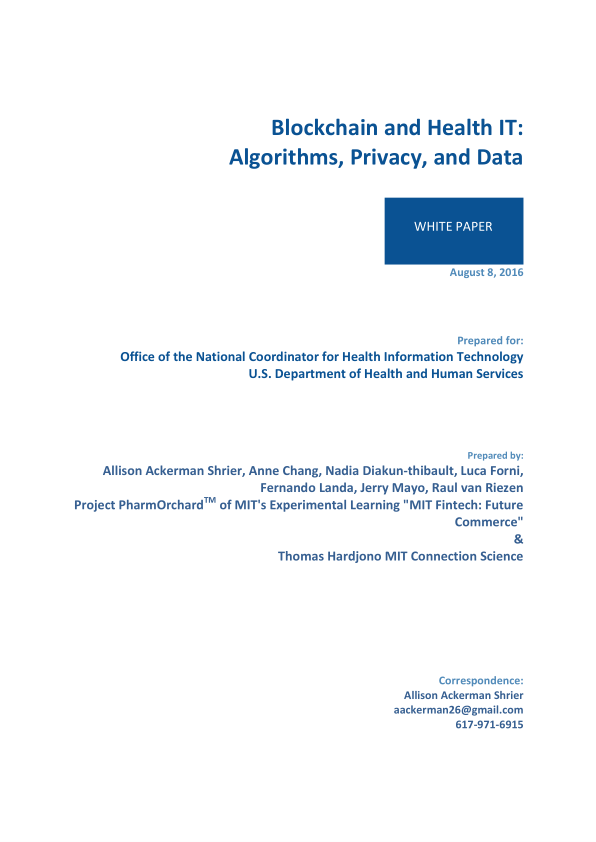 Blockchain and Health IT:
Algorithms, Privacy, and Data
WHITE PAPER
August 8, 2016
Prepared for:
Office of the National Coordinator for Health Information Technology
U.S. Department of Health and Human Services
Prepared by:
Allison Ackerman Shrier, Anne Chang, Nadia Diakun-thibault, Luca Forni,
Fernando Landa, Jerry Mayo, Raul van Riezen
Project PharmOrchard™ of MIT's Experimental Learning "MIT Fintech: Future
Commerce"
&
Thomas Hardjono MIT Connection Science
Correspondence:
Allison Ackerman Shrier
aackerman26@gmail.com
617-971-6915